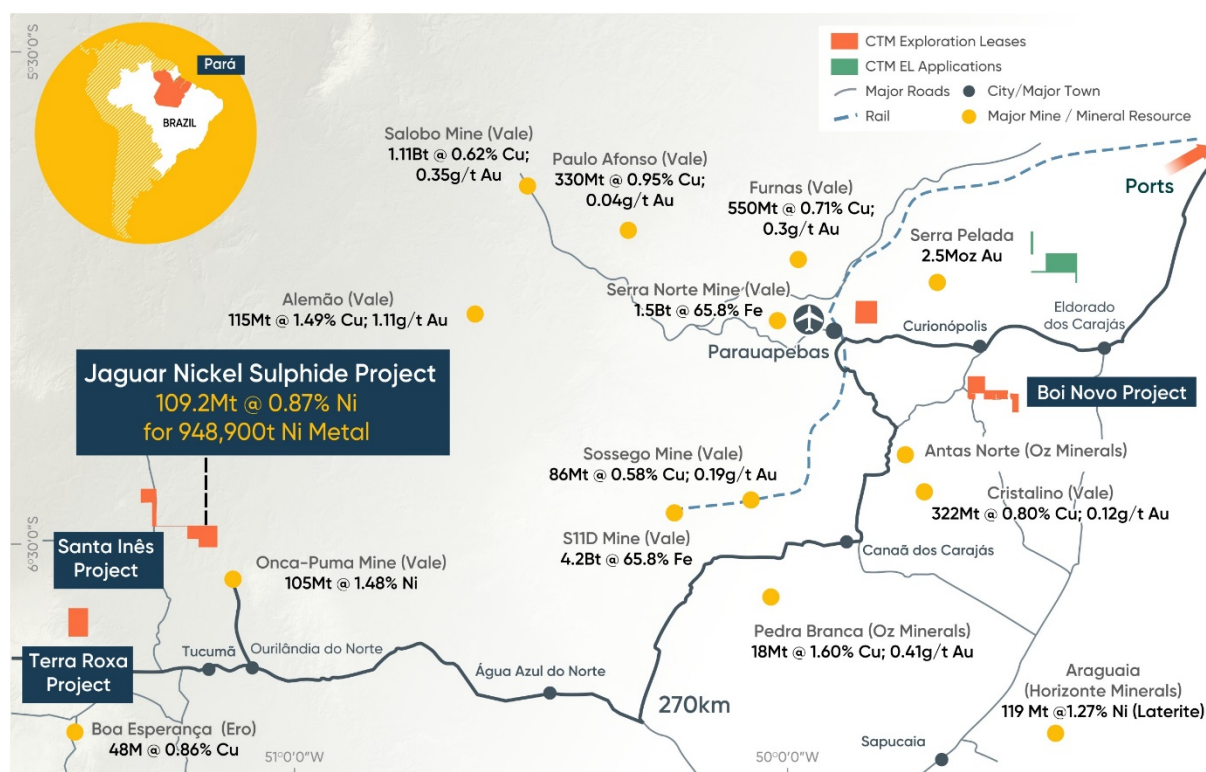 5º30'0"S
Pará
BRAZIL
CTM Exploration Leases
CTM EL Applications
Major Roads
City/Major Town
Rail
Major Mine / Mineral Resource
Salobo Mine (Vale)
1.11Bt @ 0.62% Cu;
0.35g/t Au
Paulo Afonso (Vale)
330Mt @ 0.95% Cu;
0.04g/t Au
Furnas (Vale)
550Mt @ 0.71% Cu;
0.3g/t Au
Ports
Serra Pelada
2.5Moz Au
Serra Norte Mine (Vale)
1.5Bt @ 65.8% Fe
Alemão (Vale)
115Mt @ 1.49% Cu; 1.11g/t Au
Eldorado
dos Carajás
Curionópolis
Parauapebas
Jaguar Nickel Sulphide Project
109.2Mt @ 0.87% Ni
for 948,900t Ni Metal
Boi Novo Project
Antas Norte (Oz Minerals)
Sossego Mine (Vale)
86Mt @ 0.58% Cu; 0.19g/t Au
Cristalino (Vale)
322Mt @ 0.80% Cu; 0.12g/t Au
6º30'0"S
Santa Inês
Project
S11D Mine (Vale)
4.2Bt @ 65.8% Fe
Canaã dos Carajás
Onca-Puma Mine (Vale)
105Mt @ 1.48% Ni
Pedra Branca (Oz Minerals)
18Mt @ 1.60% Cu; 0.41g/t Au
Terra Roxa
Project
Tucumã
Ourilândia do Norte
Água Azul do Norte
270km
Araguaia
(Horizonte Minerals)
119 Mt @1.27% Ni (Laterite)
Boa Esperança (Ero)
48M @ 0.86% Cu
Sapucaia
51º0'0"W
50º0'0"W